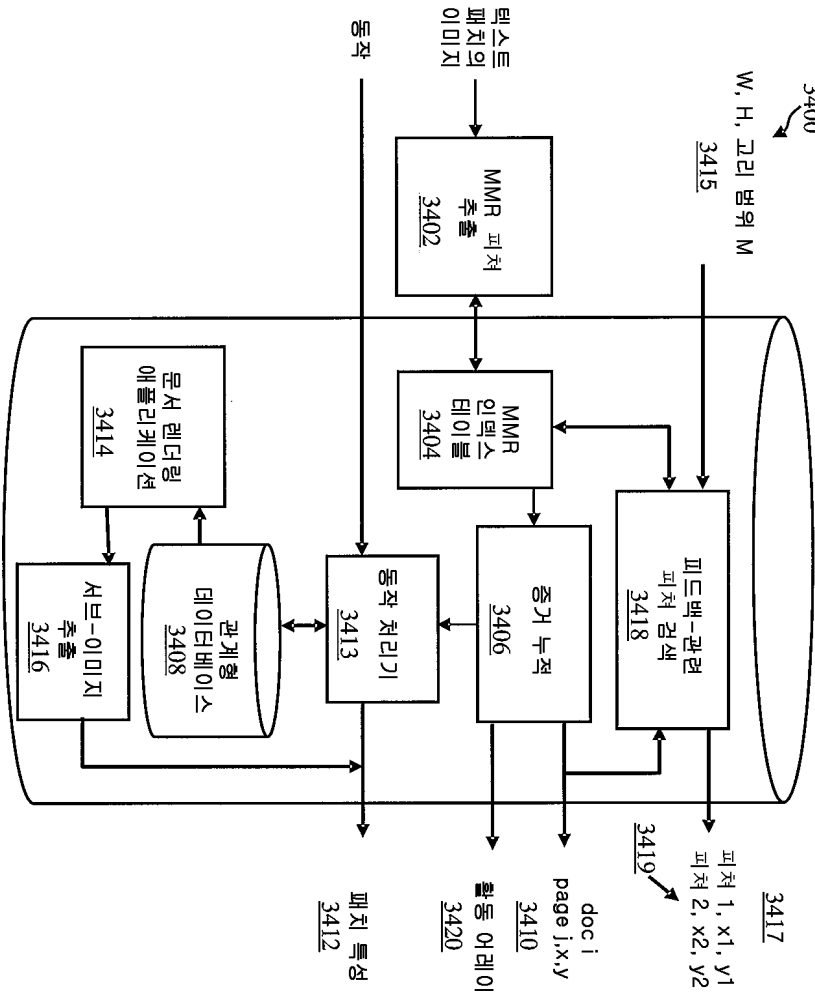 3400
W, H, 고리 범위 M
3415
텍스트
패치의
이미지
동작
MMR 피쳐
추출
3402
MMR
인덱스
테이블
3404
피드백-관련
피쳐 검색
3418
증거 누적
3406
동작 처리기
3413
관계형
데이터베이스
3408
문서 렌더링
애플리케이션
3414
서브-이미지
추출
3416
3417
피쳐 1, x1, y1
피쳐 2, x2, y2
3419
doc i
page j,x,y
3410
활동 어레이
3420
패치 특성
3412